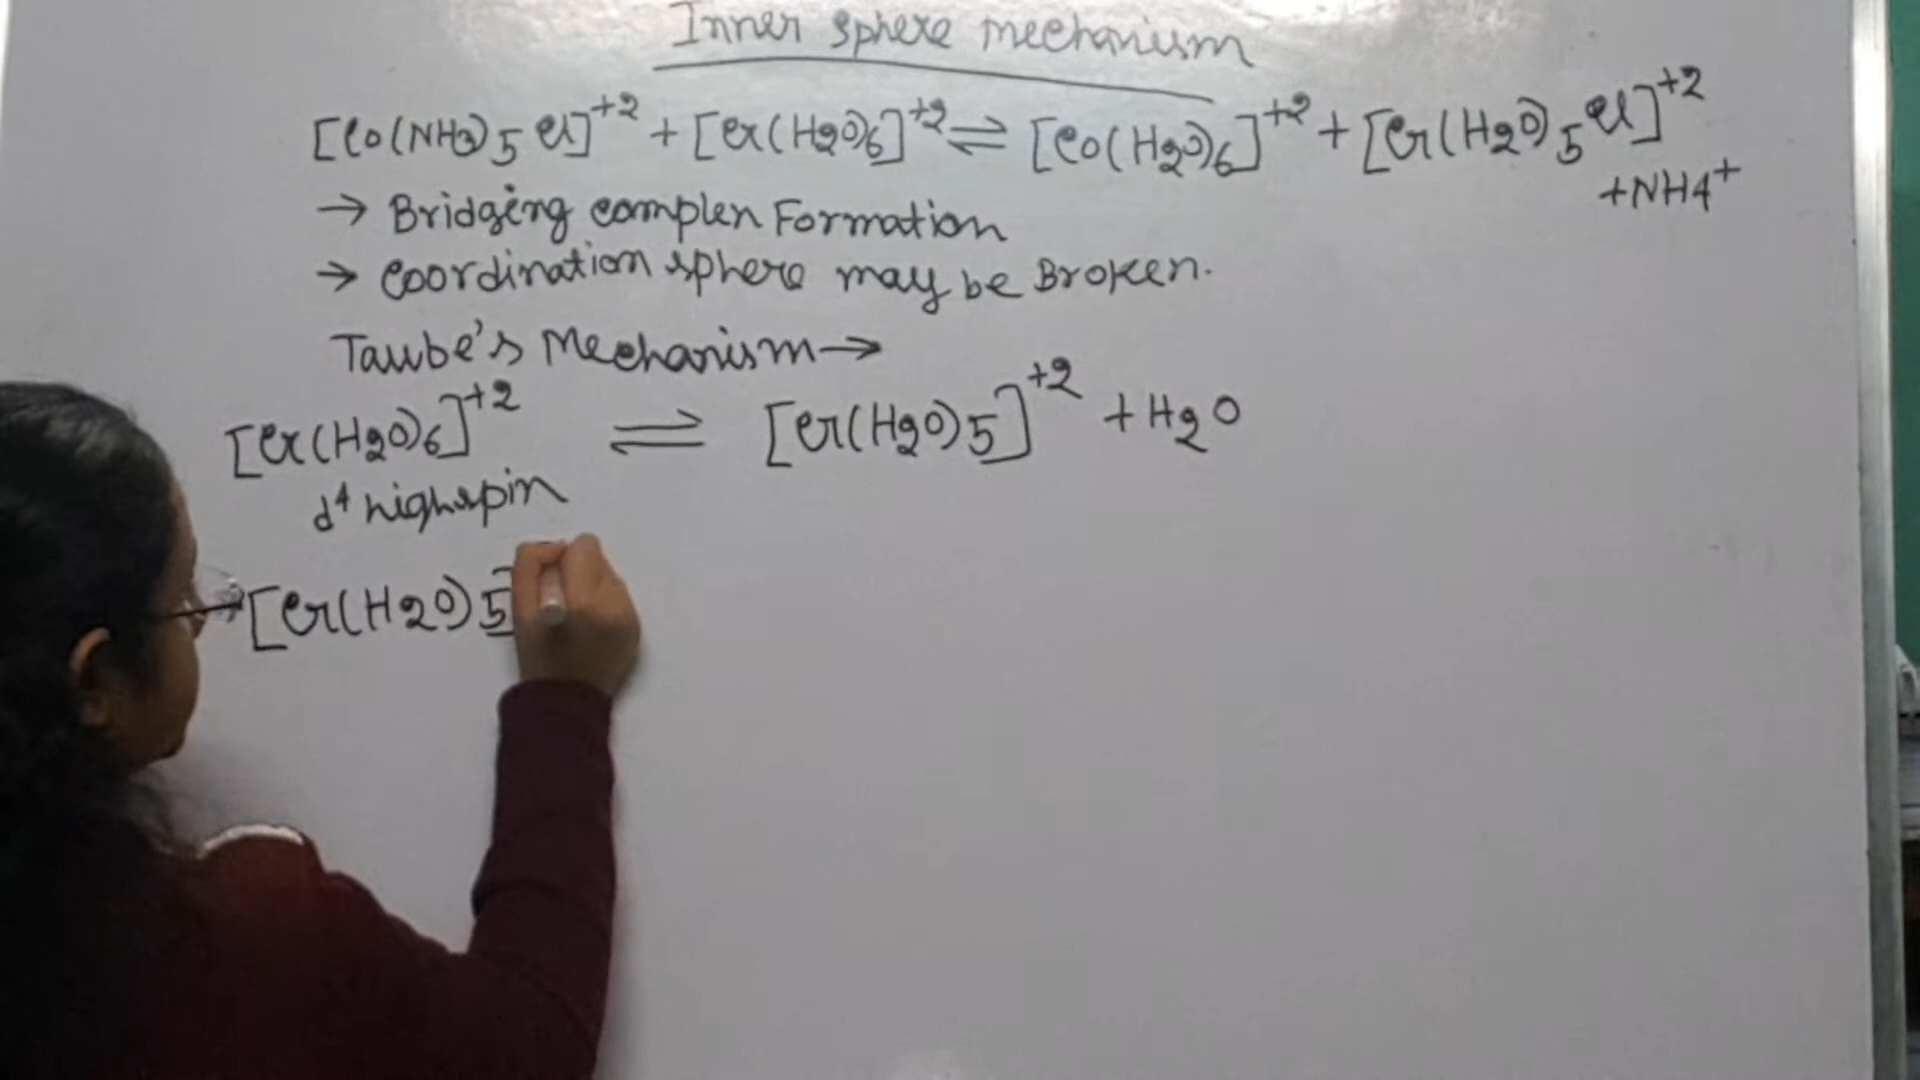 Inner sphere mechanism
[Co(NH3)5 Cl]+2 + [Cr(H2O)6]+2 ⇌ [Co(H2O)6]+2 + [Cr(H2O)5 Cl]+2
+NH4+
→ Bridging complex Formation
→ Coordination sphere may be Broken.
Taube's Mechanism →
[Cr(H2O)6]+2 ⇌ [Cr(H2O)5]+2 + H2O
d4 highspin
[Cr(H2O)5]